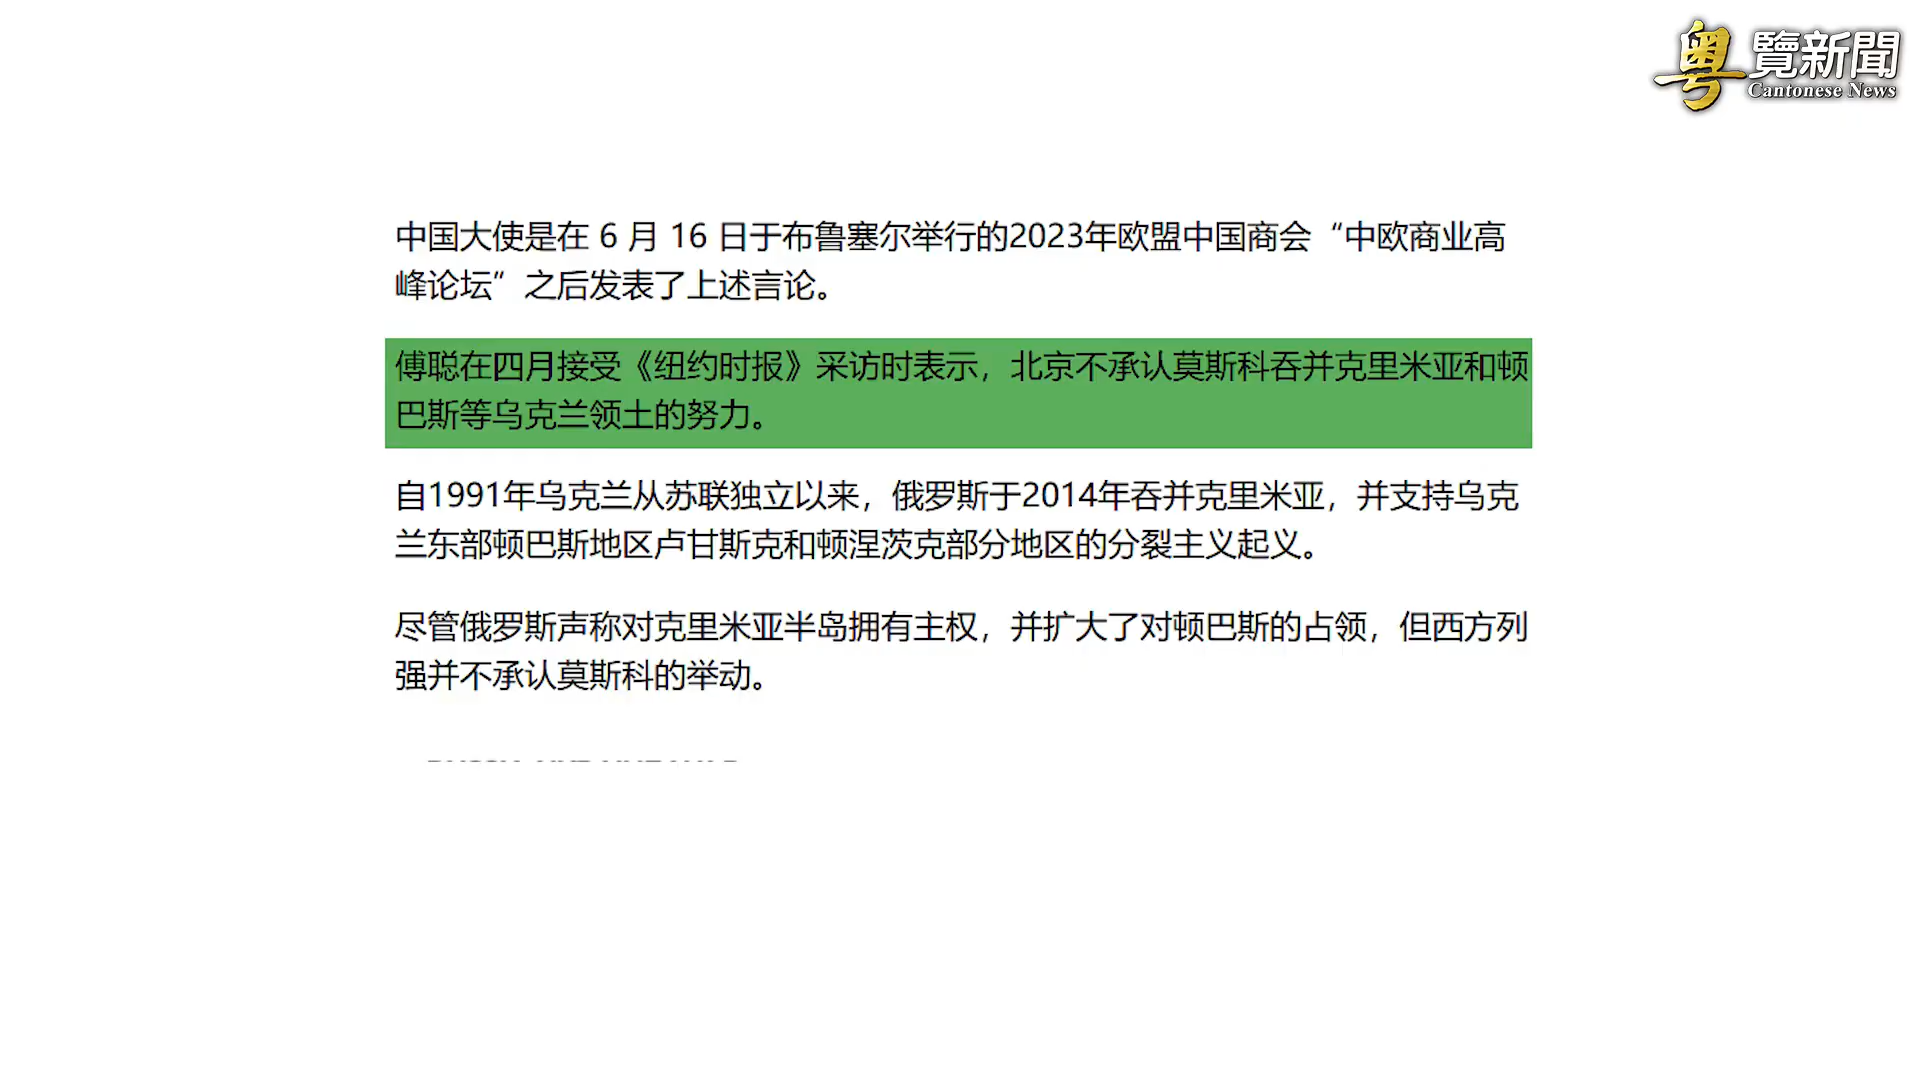 粤覽新聞
Cantonese News
中国大使是在 6 月 16 日于布鲁塞尔举行的2023年欧盟中国商会“中欧商业高
峰论坛”之后发表了上述言论。
傅聪在四月接受《纽约时报》采访时表示，北京不承认莫斯科吞并克里米亚和顿
巴斯等乌克兰领土的努力。
自1991年乌克兰从苏联独立以来，俄罗斯于2014年吞并克里米亚，并支持乌克
兰东部顿巴斯地区卢甘斯克和顿涅茨克部分地区的分裂主义起义。
尽管俄罗斯声称对克里米亚半岛拥有主权，并扩大了对顿巴斯的占领，但西方列
强并不承认莫斯科的举动。